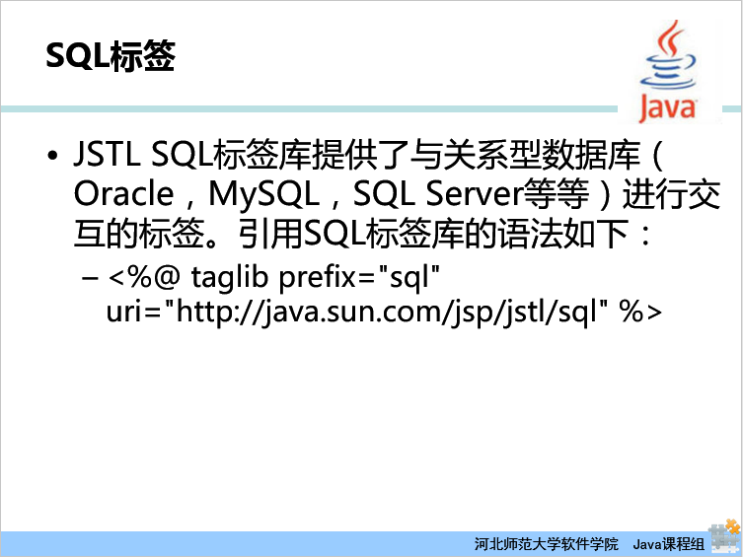 SQL标签
Java
• JSTL SQL标签库提供了与关系型数据库（
Oracle，MySQL，SQL Server等等）进行交
互的标签。引用SQL标签库的语法如下：
– <%@ taglib prefix="sql"
uri="http://java.sun.com/jsp/jstl/sql" %>
河北师范大学软件学院 Java课程组